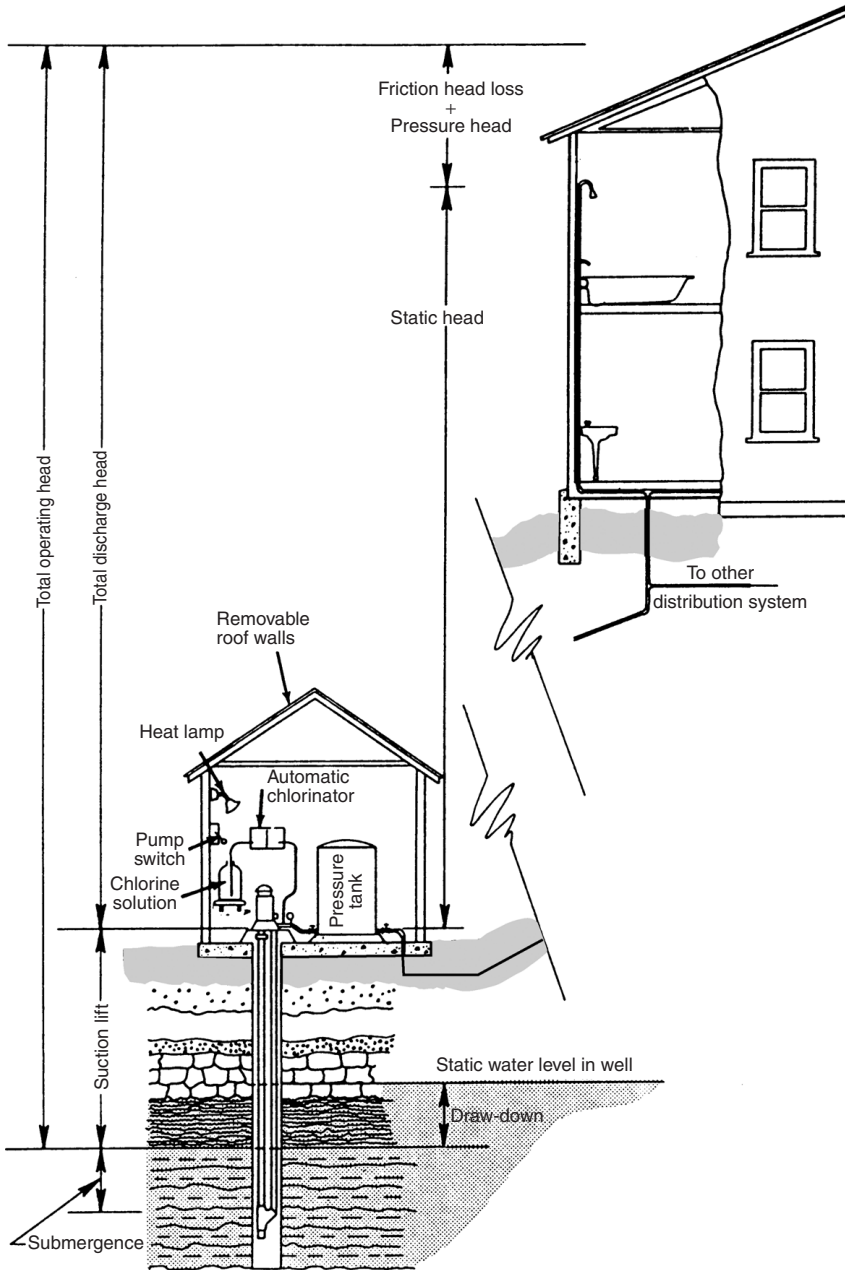 Friction head loss
+
Pressure head
Static head
Total operating head
Total discharge head
To other
distribution system
Removable
roof walls
Heat lamp
Automatic
chlorinator
Pump
switch
Chlorine
solution
Pressure
tank
Suction lift
Static water level in well
Draw-down
Submergence